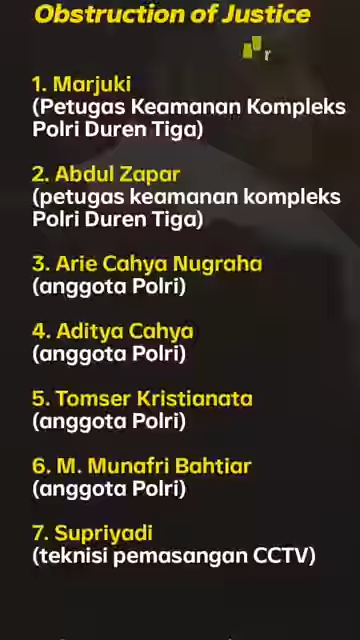 Obstruction of Justice
r
1. Marjuki
(Petugas Keamanan Kompleks
Polri Duren Tiga)
2. Abdul Zapar
(petugas keamanan kompleks
Polri Duren Tiga)
3. Arie Cahya Nugraha
(anggota Polri)
4. Aditya Cahya
(anggota Polri)
5. Tomser Kristianata
(anggota Polri)
6. M. Munafri Bahtiar
(anggota Polri)
7. Supriyadi
(teknisi pemasangan CCTV)